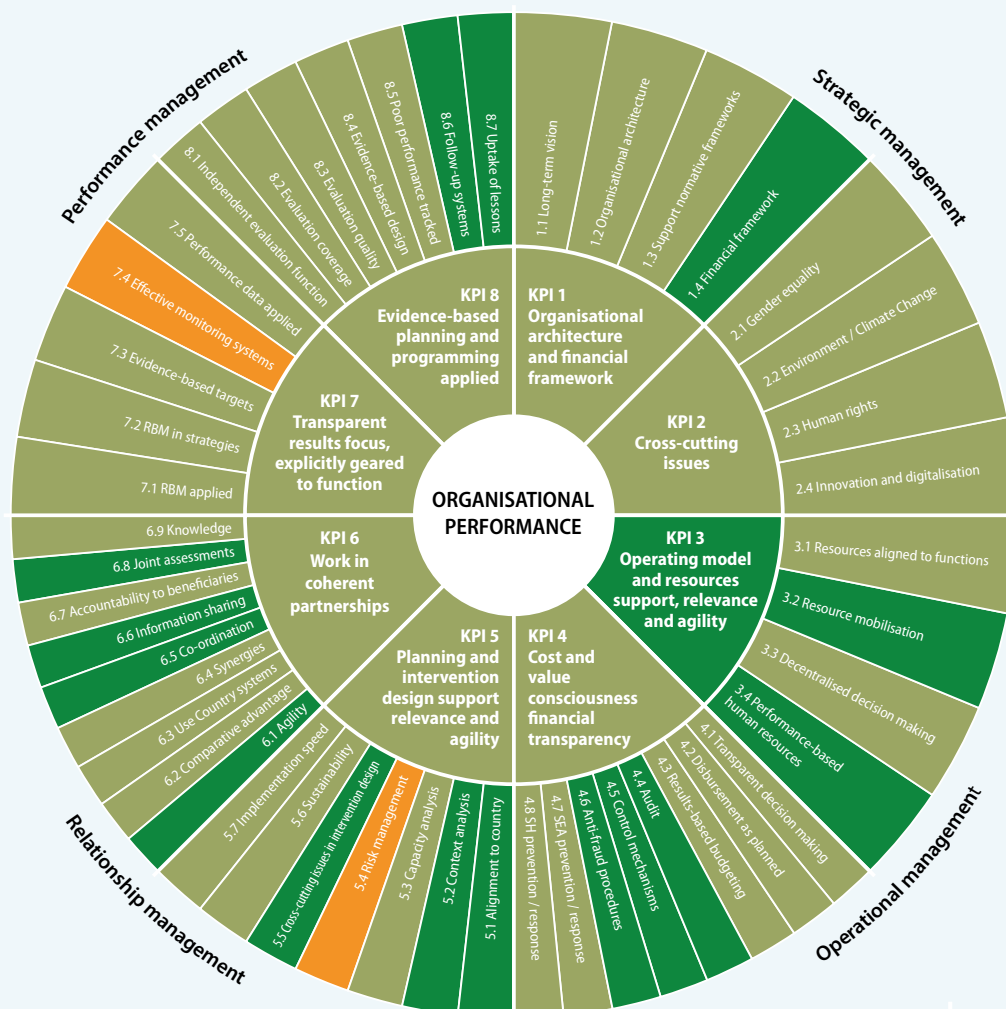 Performance management
Strategic management
Operational management
Relationship management
ORGANISATIONAL
PERFORMANCE
KPI 1
Organisational
architecture
and financial
framework
1.1 Long-term vision
1.2 Organisational architecture
1.3 Support normative frameworks
1.4 Financial framework
KPI 2
Cross-cutting
issues
2.1 Gender equality
2.2 Environment / Climate Change
2.3 Human rights
2.4 Innovation and digitalisation
KPI 3
Operating model
and resources
support, relevance
and agility
3.1 Resources aligned to functions
3.2 Resource mobilisation
3.3 Decentralised decision making
3.4 Performance-based
human resources
KPI 4
Cost and
value
consciousness
financial
transparency
4.1 Transparent decision making
4.2 Disbursement as planned
4.3 Results-based budgeting
4.4 Audit
4.5 Control mechanisms
4.6 Anti-fraud procedures
4.7 SEA prevention / response
4.8 SH prevention / response
KPI 5
Planning and
intervention
design support
relevance and
agility
5.1 Alignment to country
5.2 Context analysis
5.3 Capacity analysis
5.4 Risk management
5.5 Cross-cutting issues in intervention design
5.6 Sustainability
5.7 Implementation speed
KPI 6
Work in
coherent
partnerships
6.1 Agility
6.2 Comparative advantage
6.3 Use Country systems
6.4 Synergies
6.5 Co-ordination
6.6 Information sharing
6.7 Accountability to beneficiaries
6.8 Joint assessments
6.9 Knowledge
KPI 7
Transparent
results focus,
explicitly geared
to function
7.1 RBM applied
7.2 RBM in strategies
7.3 Evidence-based targets
7.4 Effective monitoring systems
7.5 Performance data applied
KPI 8
Evidence-based
planning and
programming
applied
8.1 Independent evaluation function
8.2 Evaluation coverage
8.3 Evaluation quality
8.4 Evidence-based design
8.5 Poor performance tracked
8.6 Follow-up systems
8.7 Uptake of lessons